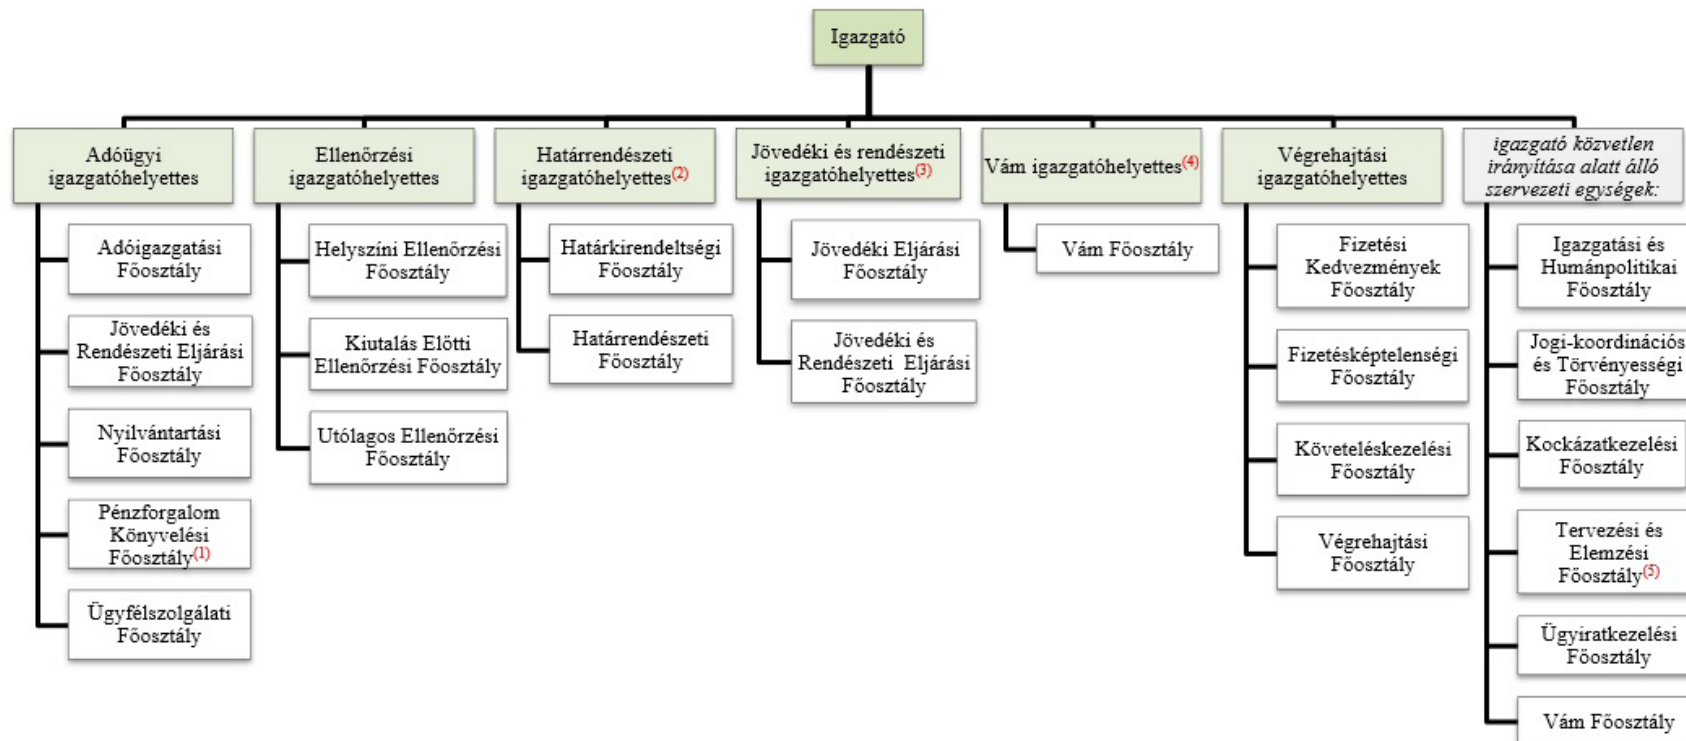 Igazgató
Adóügyi
igazgatóhelyettes
Adóigazgatási
Főosztály
Jövedéki és
Rendészeti Eljárási
Főosztály
Nyilvántartási
Főosztály
Pénzforgalom
Könyvelési
Főosztály(1)
Ügyfélszolgálati
Főosztály
Ellenőrzési
igazgatóhelyettes
Helyszíni Ellenőrzési
Főosztály
Kiutalás Előtti
Ellenőrzési Főosztály
Utólagos Ellenőrzési
Főosztály
Határrendészeti
igazgatóhelyettes(2)
Határkirendeltségi
Főosztály
Határrendészeti
Főosztály
Jövedéki és rendészeti
igazgatóhelyettes(3)
Jövedéki Eljárási
Főosztály
Jövedéki és
Rendészeti Eljárási
Főosztály
Vám igazgatóhelyettes(4)
Vám Főosztály
Végrehajtási
igazgatóhelyettes
Fizetési
Kedvezmények
Főosztály
Fizetésképtelenségi
Főosztály
Követeléskezelési
Főosztály
Végrehajtási
Főosztály
igazgató közvetlen
irányítása alatt álló
szervezeti egységek:
Igazgatási és
Humánpolitikai
Főosztály
Jogi-koordinációs
és Törvényességi
Főosztály
Kockázatkezelési
Főosztály
Tervezési és
Elemzési
Főosztály(5)
Ügyiratkezelési
Főosztály
Vám Főosztály